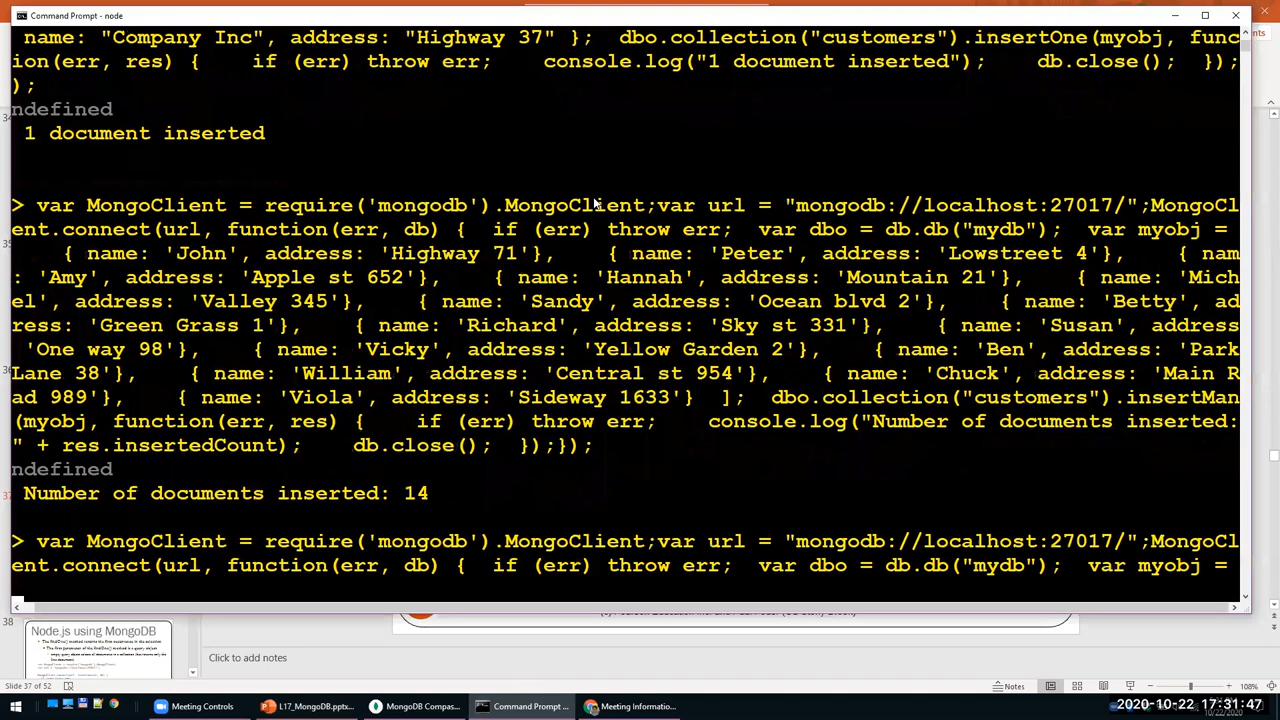 Command Prompt - node
name: "Company Inc", address: "Highway 37" };  dbo.collection("customers").insertOne(myobj, func
ion(err, res) {    if (err) throw err;    console.log("1 document inserted");    db.close();  });
);
ndefined
1 document inserted
> var MongoClient = require('mongodb').MongoClient;var url = "mongodb://localhost:27017/";MongoCl
ent.connect(url, function(err, db) {  if (err) throw err;  var dbo = db.db("mydb");  var myobj =
{ name: 'John', address: 'Highway 71'},    { name: 'Peter', address: 'Lowstreet 4'},    { nam
: 'Amy', address: 'Apple st 652'},    { name: 'Hannah', address: 'Mountain 21'},    { name: 'Mich
el', address: 'Valley 345'},    { name: 'Sandy', address: 'Ocean blvd 2'},    { name: 'Betty', ad
ress: 'Green Grass 1'},    { name: 'Richard', address: 'Sky st 331'},    { name: 'Susan', address
'One way 98'},    { name: 'Vicky', address: 'Yellow Garden 2'},    { name: 'Ben', address: 'Park
Lane 38'},    { name: 'William', address: 'Central st 954'},    { name: 'Chuck', address: 'Main R
ad 989'},    { name: 'Viola', address: 'Sideway 1633'}  ];  dbo.collection("customers").insertMan
(myobj, function(err, res) {    if (err) throw err;    console.log("Number of documents inserted:
" + res.insertedCount);    db.close();  });});
ndefined
Number of documents inserted: 14
> var MongoClient = require('mongodb').MongoClient;var url = "mongodb://localhost:27017/";MongoCl
ent.connect(url, function(err, db) {  if (err) throw err;  var dbo = db.db("mydb");  var myobj =
38
Node.js using MongoDB
Click to add notes
Slide 37 of 52
Notes
108%
Meeting Controls
L17_MongoDB.pptx...
MongoDB Compas...
Command Prompt ...
Meeting Informatio...
2020-10-22 17:31:47